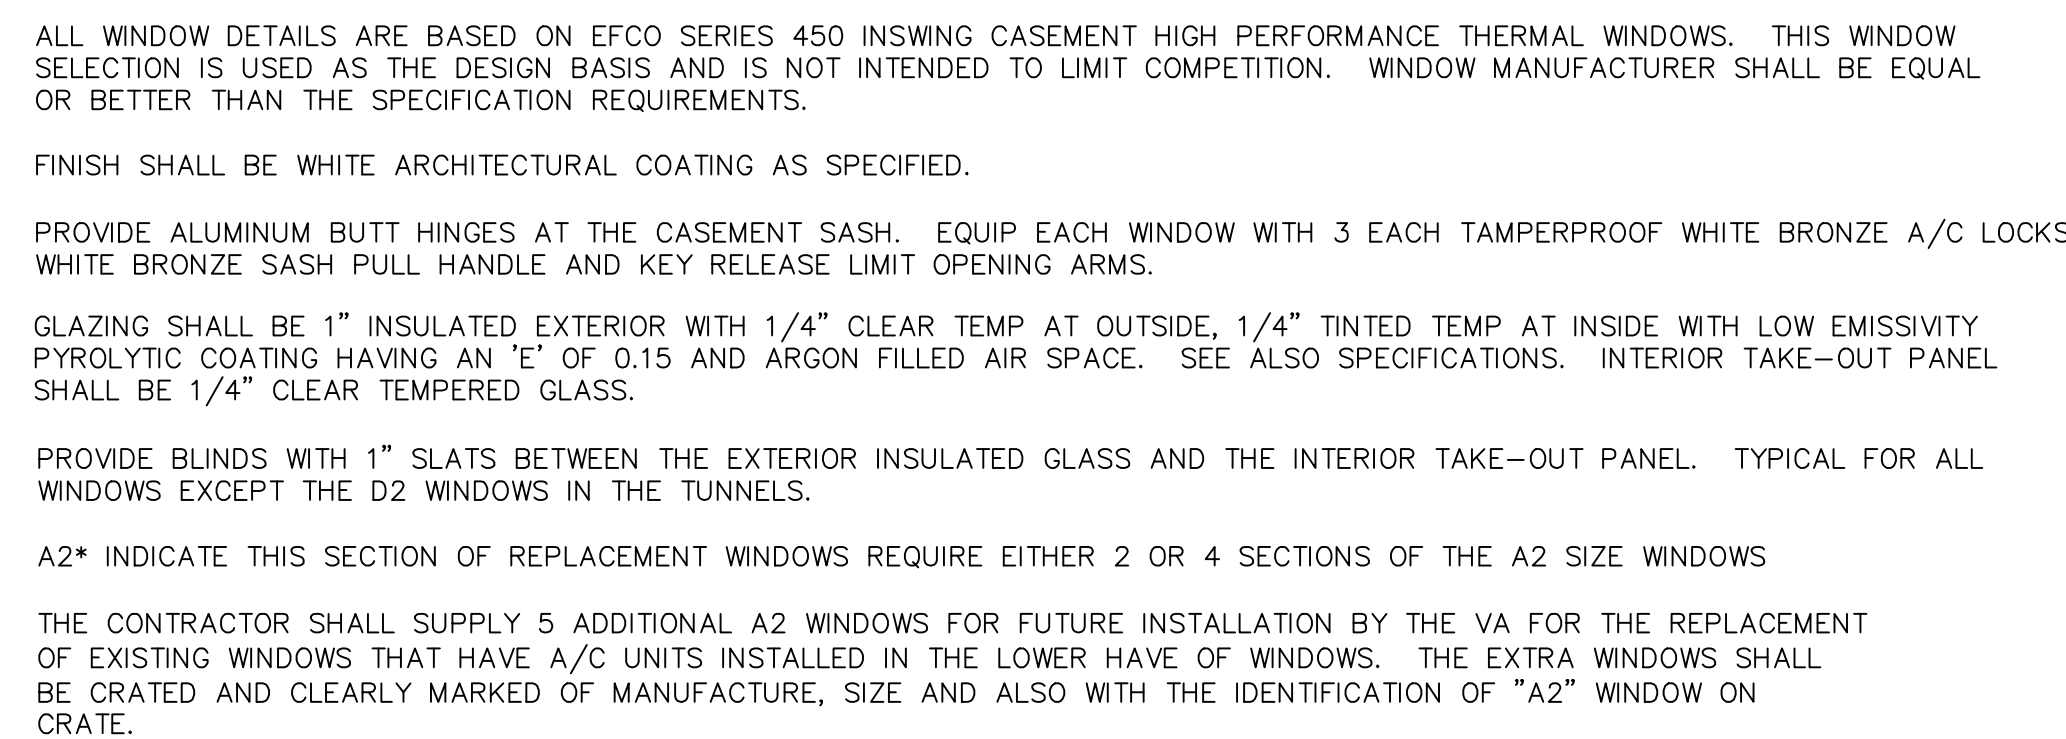 ALL WINDOW DETAILS ARE BASED ON EFCO SERIES 450 INSWING CASEMENT HIGH PERFORMANCE THERMAL WINDOWS. THIS WINDOW
SELECTION IS USED AS THE DESIGN BASIS AND IS NOT INTENDED TO LIMIT COMPETITION. WINDOW MANUFACTURER SHALL BE EQUAL
OR BETTER THAN THE SPECIFICATION REQUIREMENTS.
FINISH SHALL BE WHITE ARCHITECTURAL COATING AS SPECIFIED.
PROVIDE ALUMINUM BUTT HINGES AT THE CASEMENT SASH. EQUIP EACH WINDOW WITH 3 EACH TAMPERPROOF WHITE BRONZE A/C LOCKS
WHITE BRONZE SASH PULL HANDLE AND KEY RELEASE LIMIT OPENING ARMS.
GLAZING SHALL BE 1" INSULATED EXTERIOR WITH 1/4" CLEAR TEMP AT OUTSIDE, 1/4" TINTED TEMP AT INSIDE WITH LOW EMISSIVITY
PYROLYTIC COATING HAVING AN 'E' OF 0.15 AND ARGON FILLED AIR SPACE. SEE ALSO SPECIFICATIONS. INTERIOR TAKE-OUT PANEL
SHALL BE 1/4" CLEAR TEMPERED GLASS.
PROVIDE BLINDS WITH 1" SLATS BETWEEN THE EXTERIOR INSULATED GLASS AND THE INTERIOR TAKE-OUT PANEL. TYPICAL FOR ALL
WINDOWS EXCEPT THE D2 WINDOWS IN THE TUNNELS.
A2* INDICATE THIS SECTION OF REPLACEMENT WINDOWS REQUIRE EITHER 2 OR 4 SECTIONS OF THE A2 SIZE WINDOWS
THE CONTRACTOR SHALL SUPPLY 5 ADDITIONAL A2 WINDOWS FOR FUTURE INSTALLATION BY THE VA FOR THE REPLACEMENT
OF EXISTING WINDOWS THAT HAVE A/C UNITS INSTALLED IN THE LOWER HAVE OF WINDOWS. THE EXTRA WINDOWS SHALL
BE CRATED AND CLEARLY MARKED OF MANUFACTURE, SIZE AND ALSO WITH THE IDENTIFICATION OF "A2" WINDOW ON
CRATE.